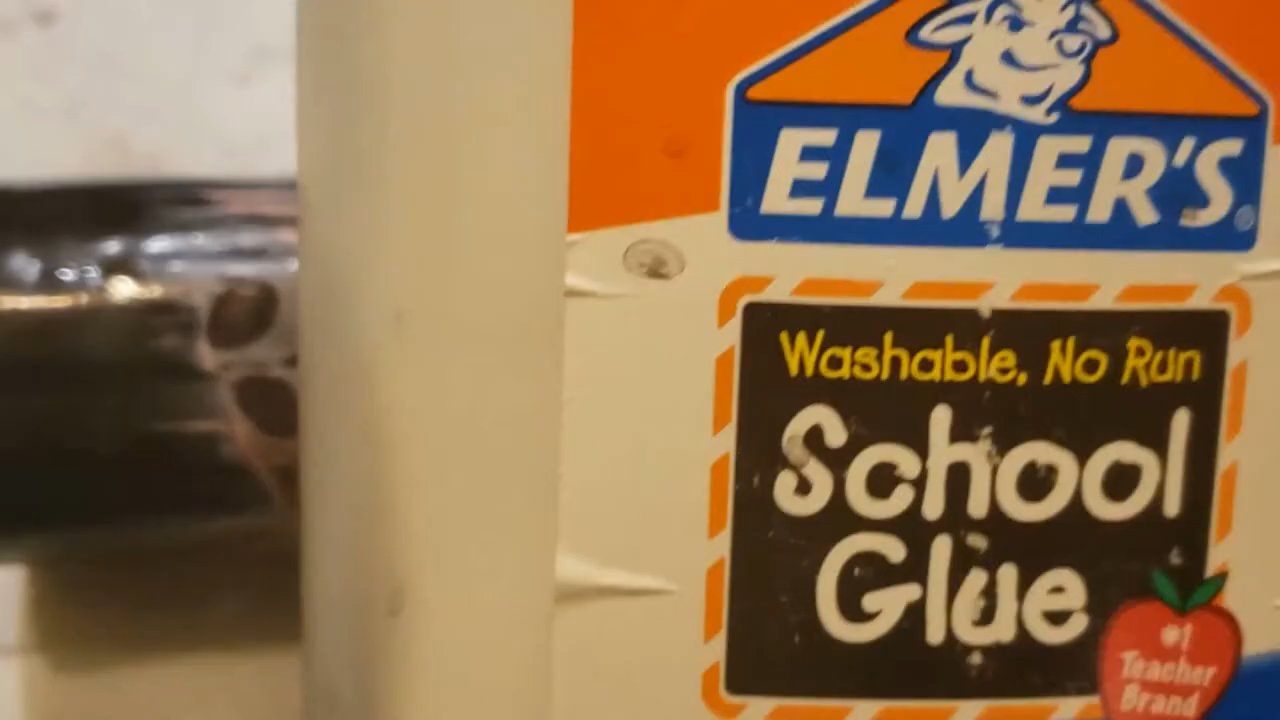 ELMER'S®
Washable, No Run
School
Glue
#1
Teacher
Brand